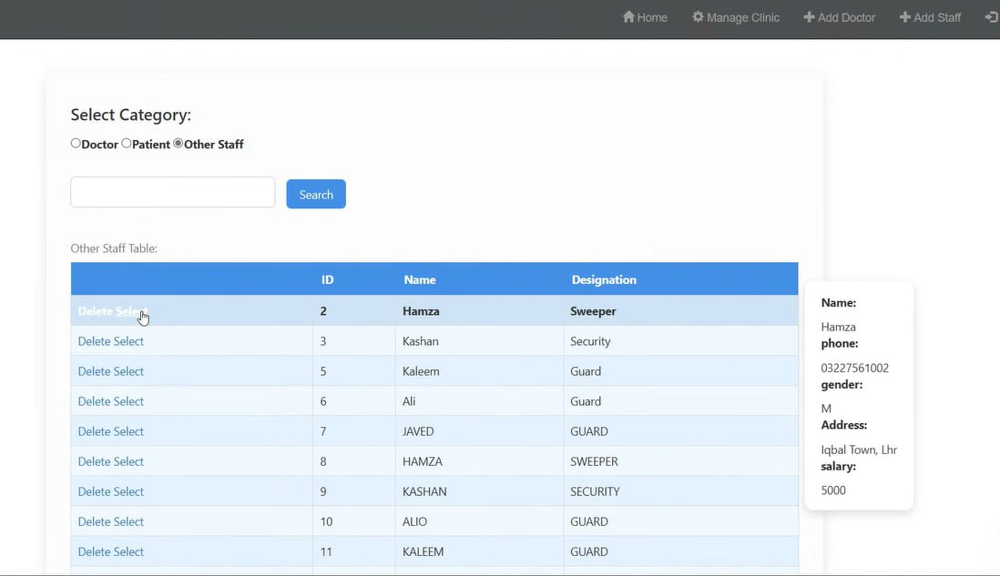 Home Manage Clinic Add Doctor Add Staff
Select Category:
Doctor Patient Other Staff
Search
Other Staff Table:
ID Name Designation
Delete Select 2 Hamza Sweeper
Delete Select 3 Kashan Security
Delete Select 5 Kaleem Guard
Delete Select 6 Ali Guard
Delete Select 7 JAVED GUARD
Delete Select 8 HAMZA SWEEPER
Delete Select 9 KASHAN SECURITY
Delete Select 10 ALIO GUARD
Delete Select 11 KALEEM GUARD
Name:
Hamza
phone:
03227561002
gender:
M
Address:
Iqbal Town, Lhr
salary:
5000